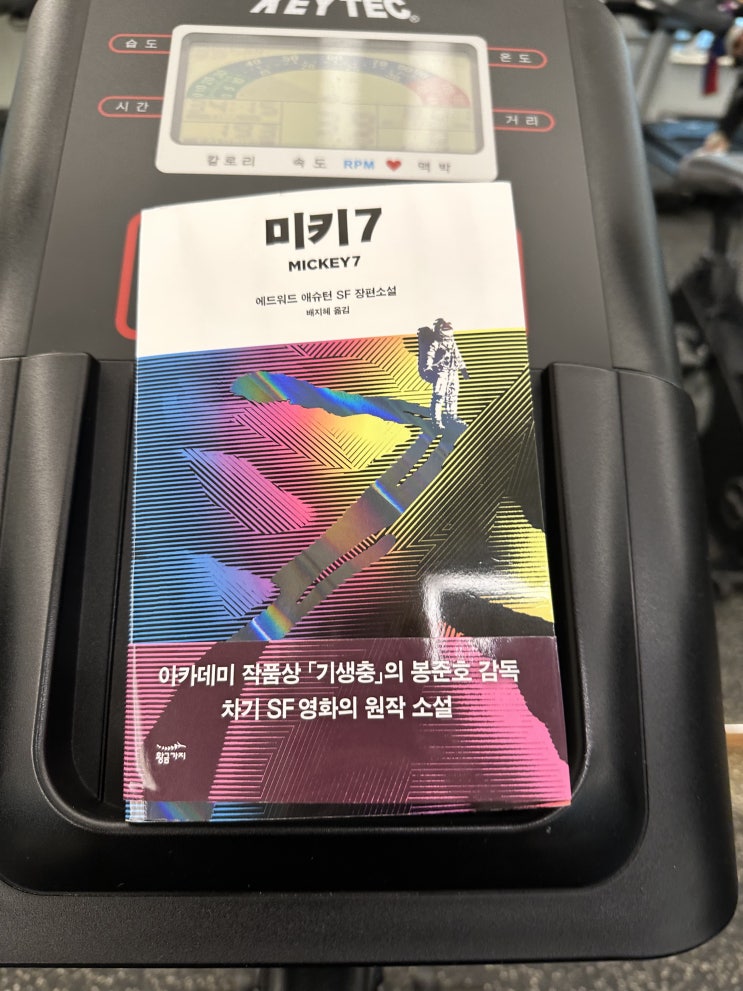 KEYTEC®
습도
온도
시간
거리
칼로리 속도 RPM 맥박
미키7
MICKEY7
에드워드 애슈턴 SF 장편소설
배지혜 옮김
아카데미 작품상 「기생충」의 봉준호 감독
차기 SF 영화의 원작 소설
황금가지